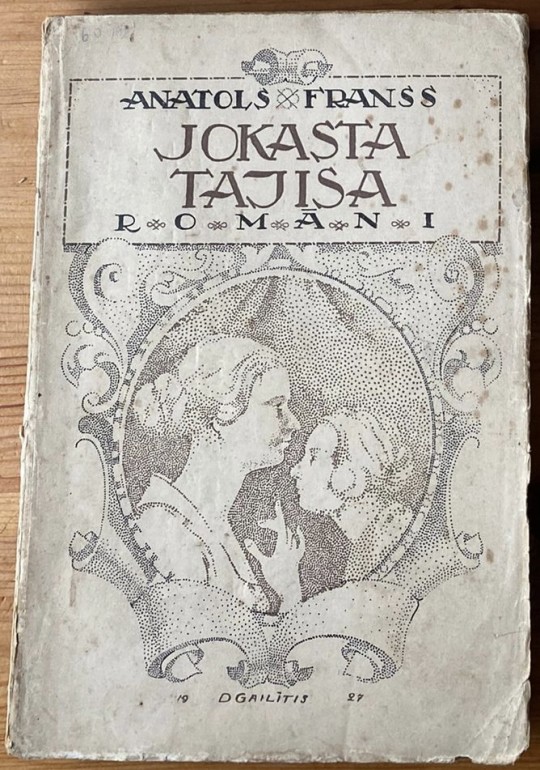 ANATOLS FRANSS
JOKASTA
TAJISA
ROMĀNI
19 D GAILĪTIS 27